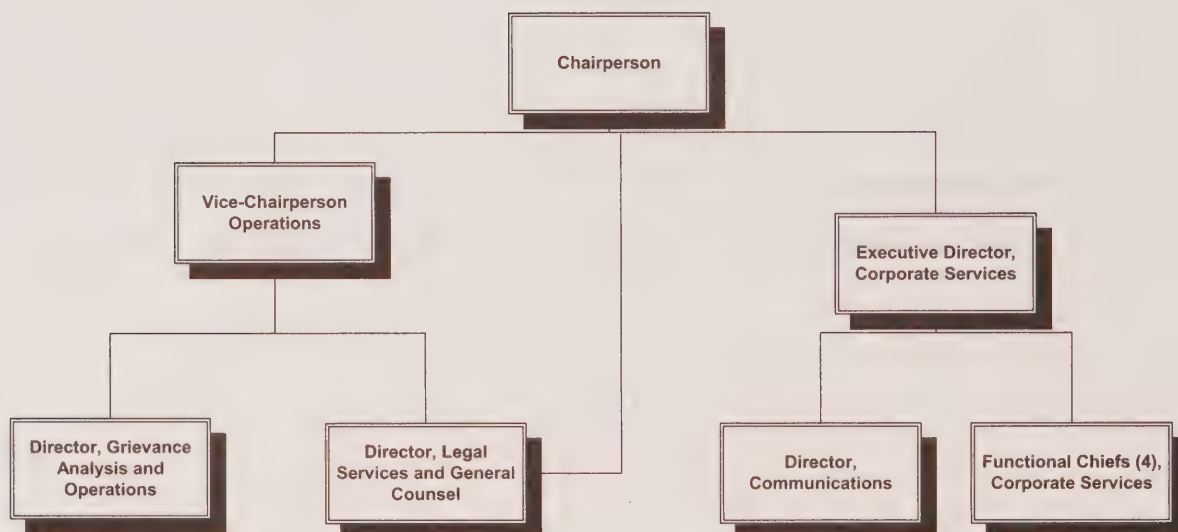 Chairperson
Vice-Chairperson
Operations
Executive Director,
Corporate Services
Director, Grievance
Analysis and
Operations
Director, Legal
Services and General
Counsel
Director,
Communications
Functional Chiefs (4),
Corporate Services